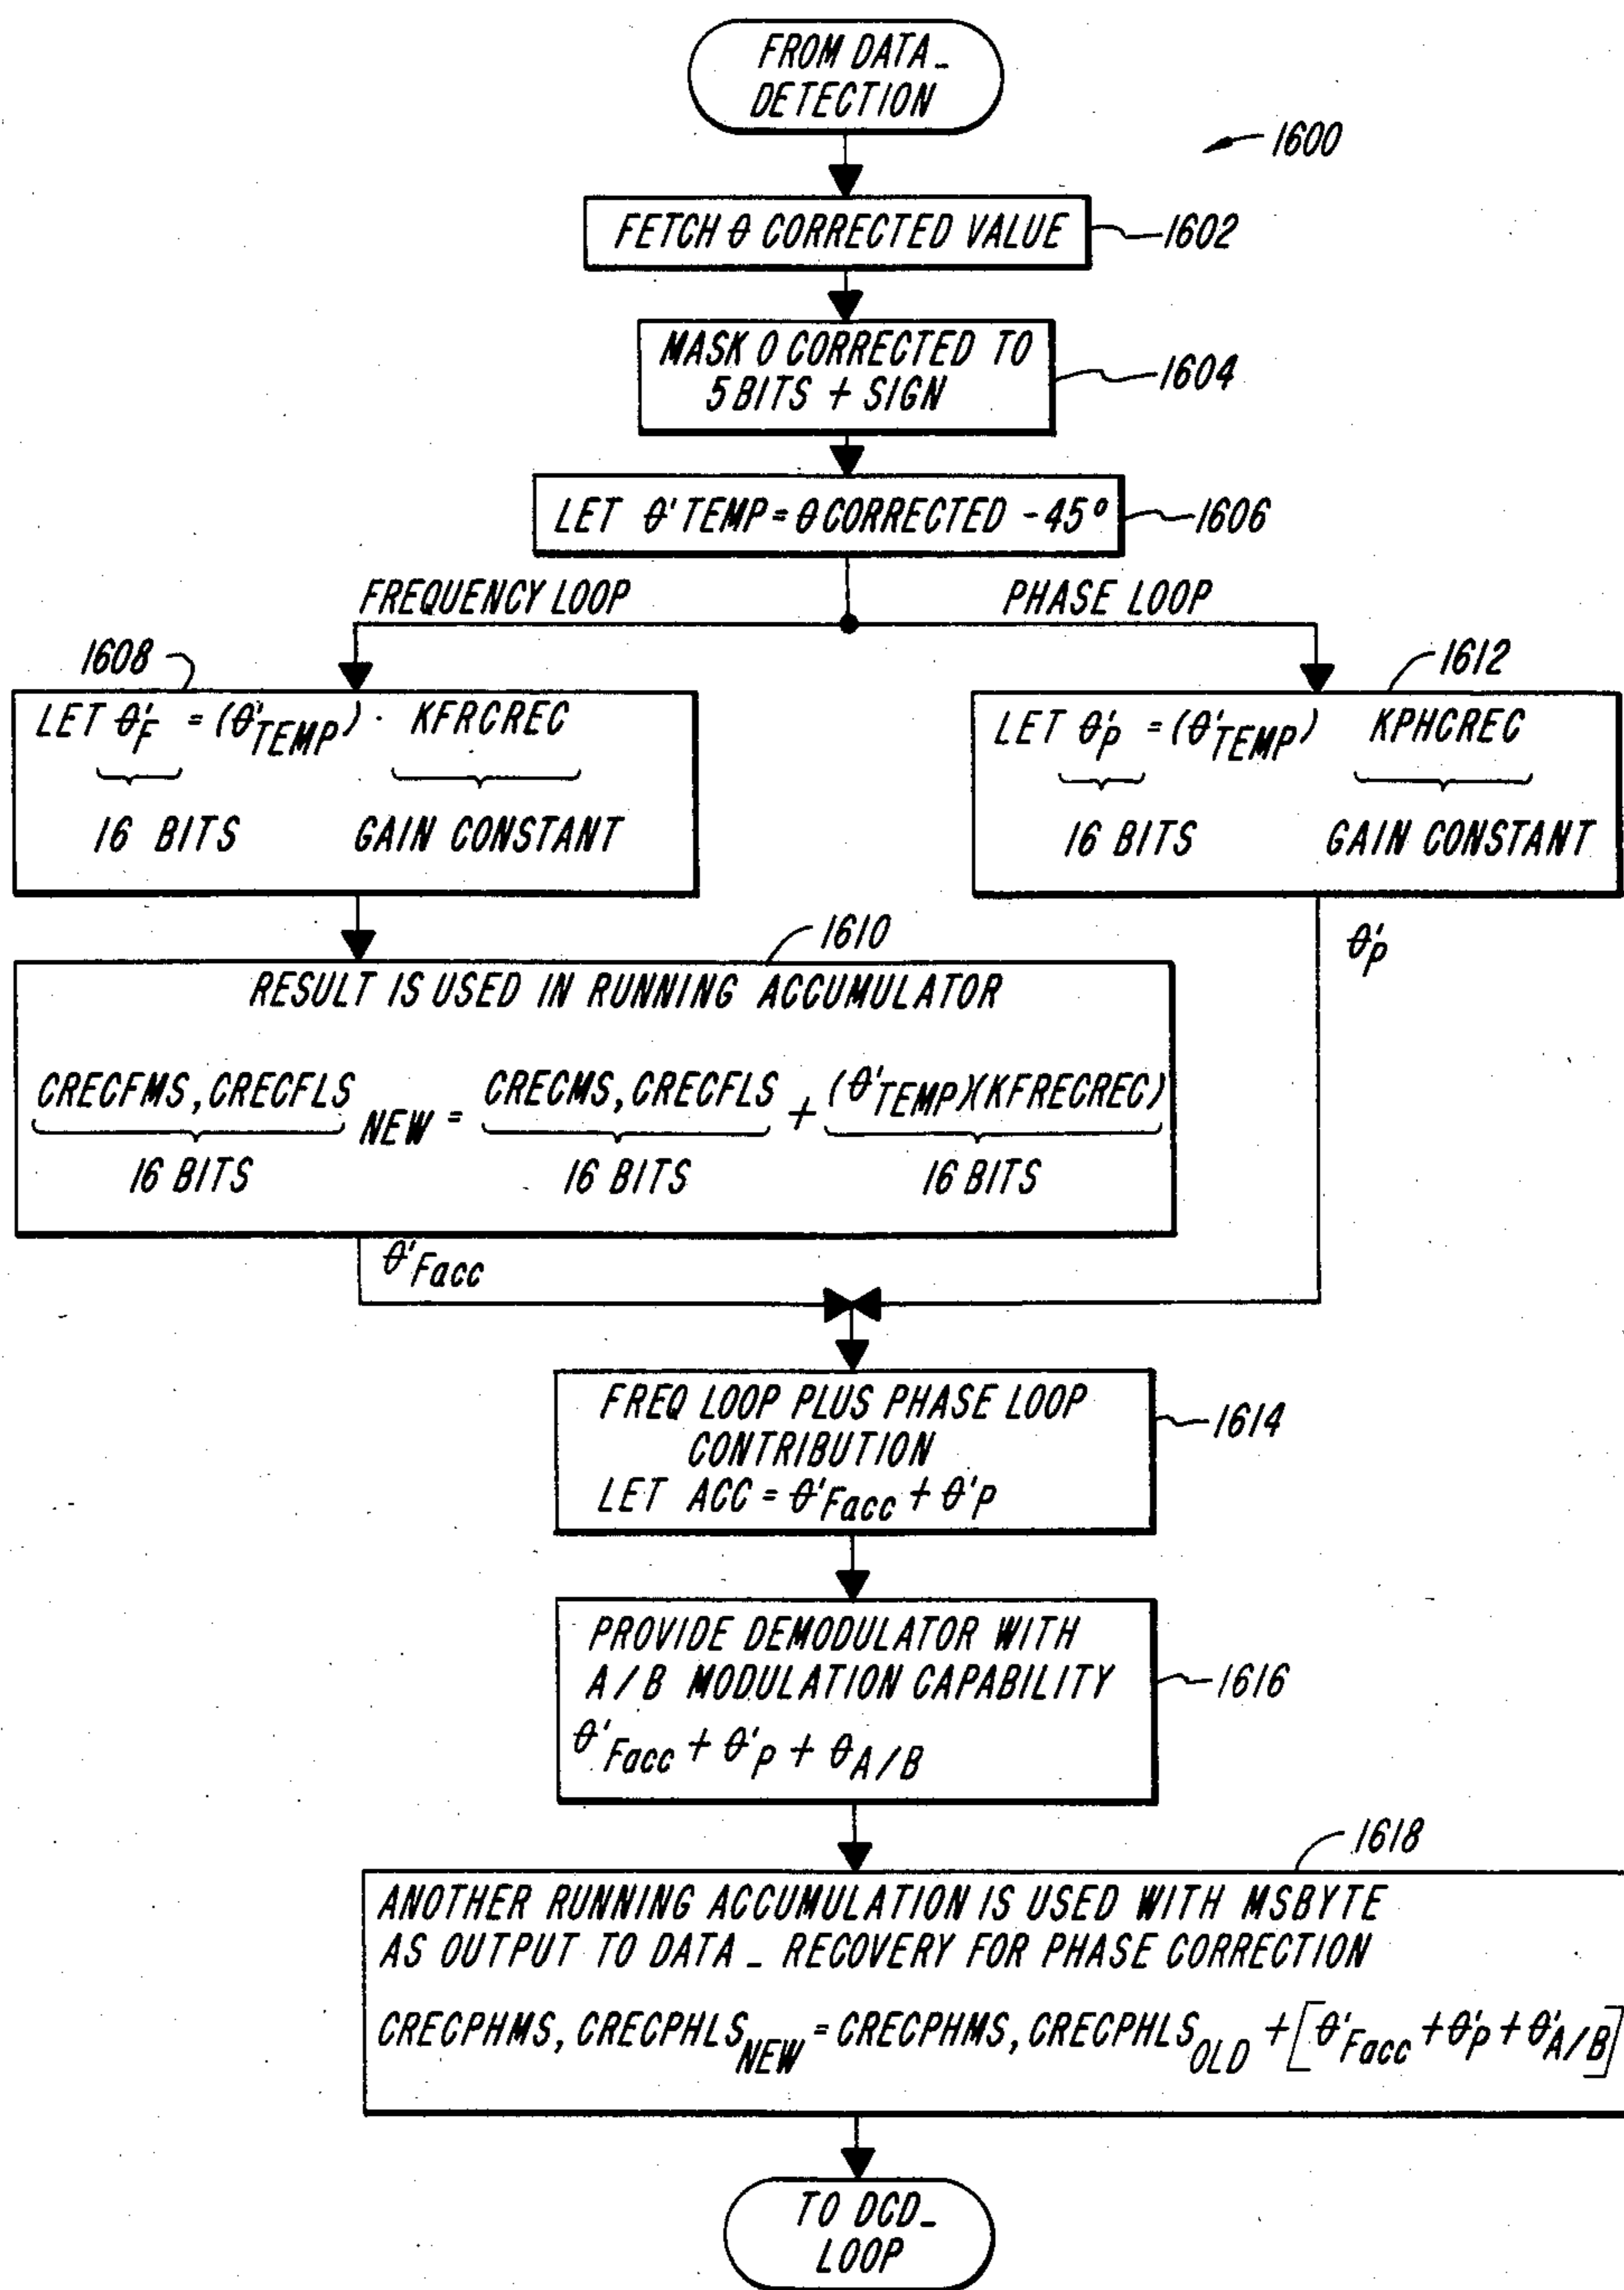 FROM DATA_
DETECTION
1600
FETCH θ CORRECTED VALUE
1602
MASK 0 CORRECTED TO
5 BITS + SIGN
1604
LET θ' TEMP = θ CORRECTED -45°
1606
FREQUENCY LOOP
PHASE LOOP
1608
LET θ'F = (θ'TEMP) · KFRCREC
16 BITS GAIN CONSTANT
1612
LET θ'P = (θ'TEMP) KPHCREC
16 BITS GAIN CONSTANT
1610
θ'P
RESULT IS USED IN RUNNING ACCUMULATOR
CRECFMS, CRECFLS NEW = CRECMS, CRECFLS + (θ'TEMP)(KFRECREC)
16 BITS 16 BITS 16 BITS
θ'Facc
FREQ LOOP PLUS PHASE LOOP
CONTRIBUTION
LET ACC = θ'Facc + θ'P
1614
PROVIDE DEMODULATOR WITH
A/B MODULATION CAPABILITY
θ'Facc + θ'P + θA/B
1616
1618
ANOTHER RUNNING ACCUMULATION IS USED WITH MSBYTE
AS OUTPUT TO DATA_ RECOVERY FOR PHASE CORRECTION
CRECPHMS, CRECPHLS NEW = CRECPHMS, CRECPHLS OLD + [θ'Facc + θ'P + θ'A/B]
TO DCD_
LOOP